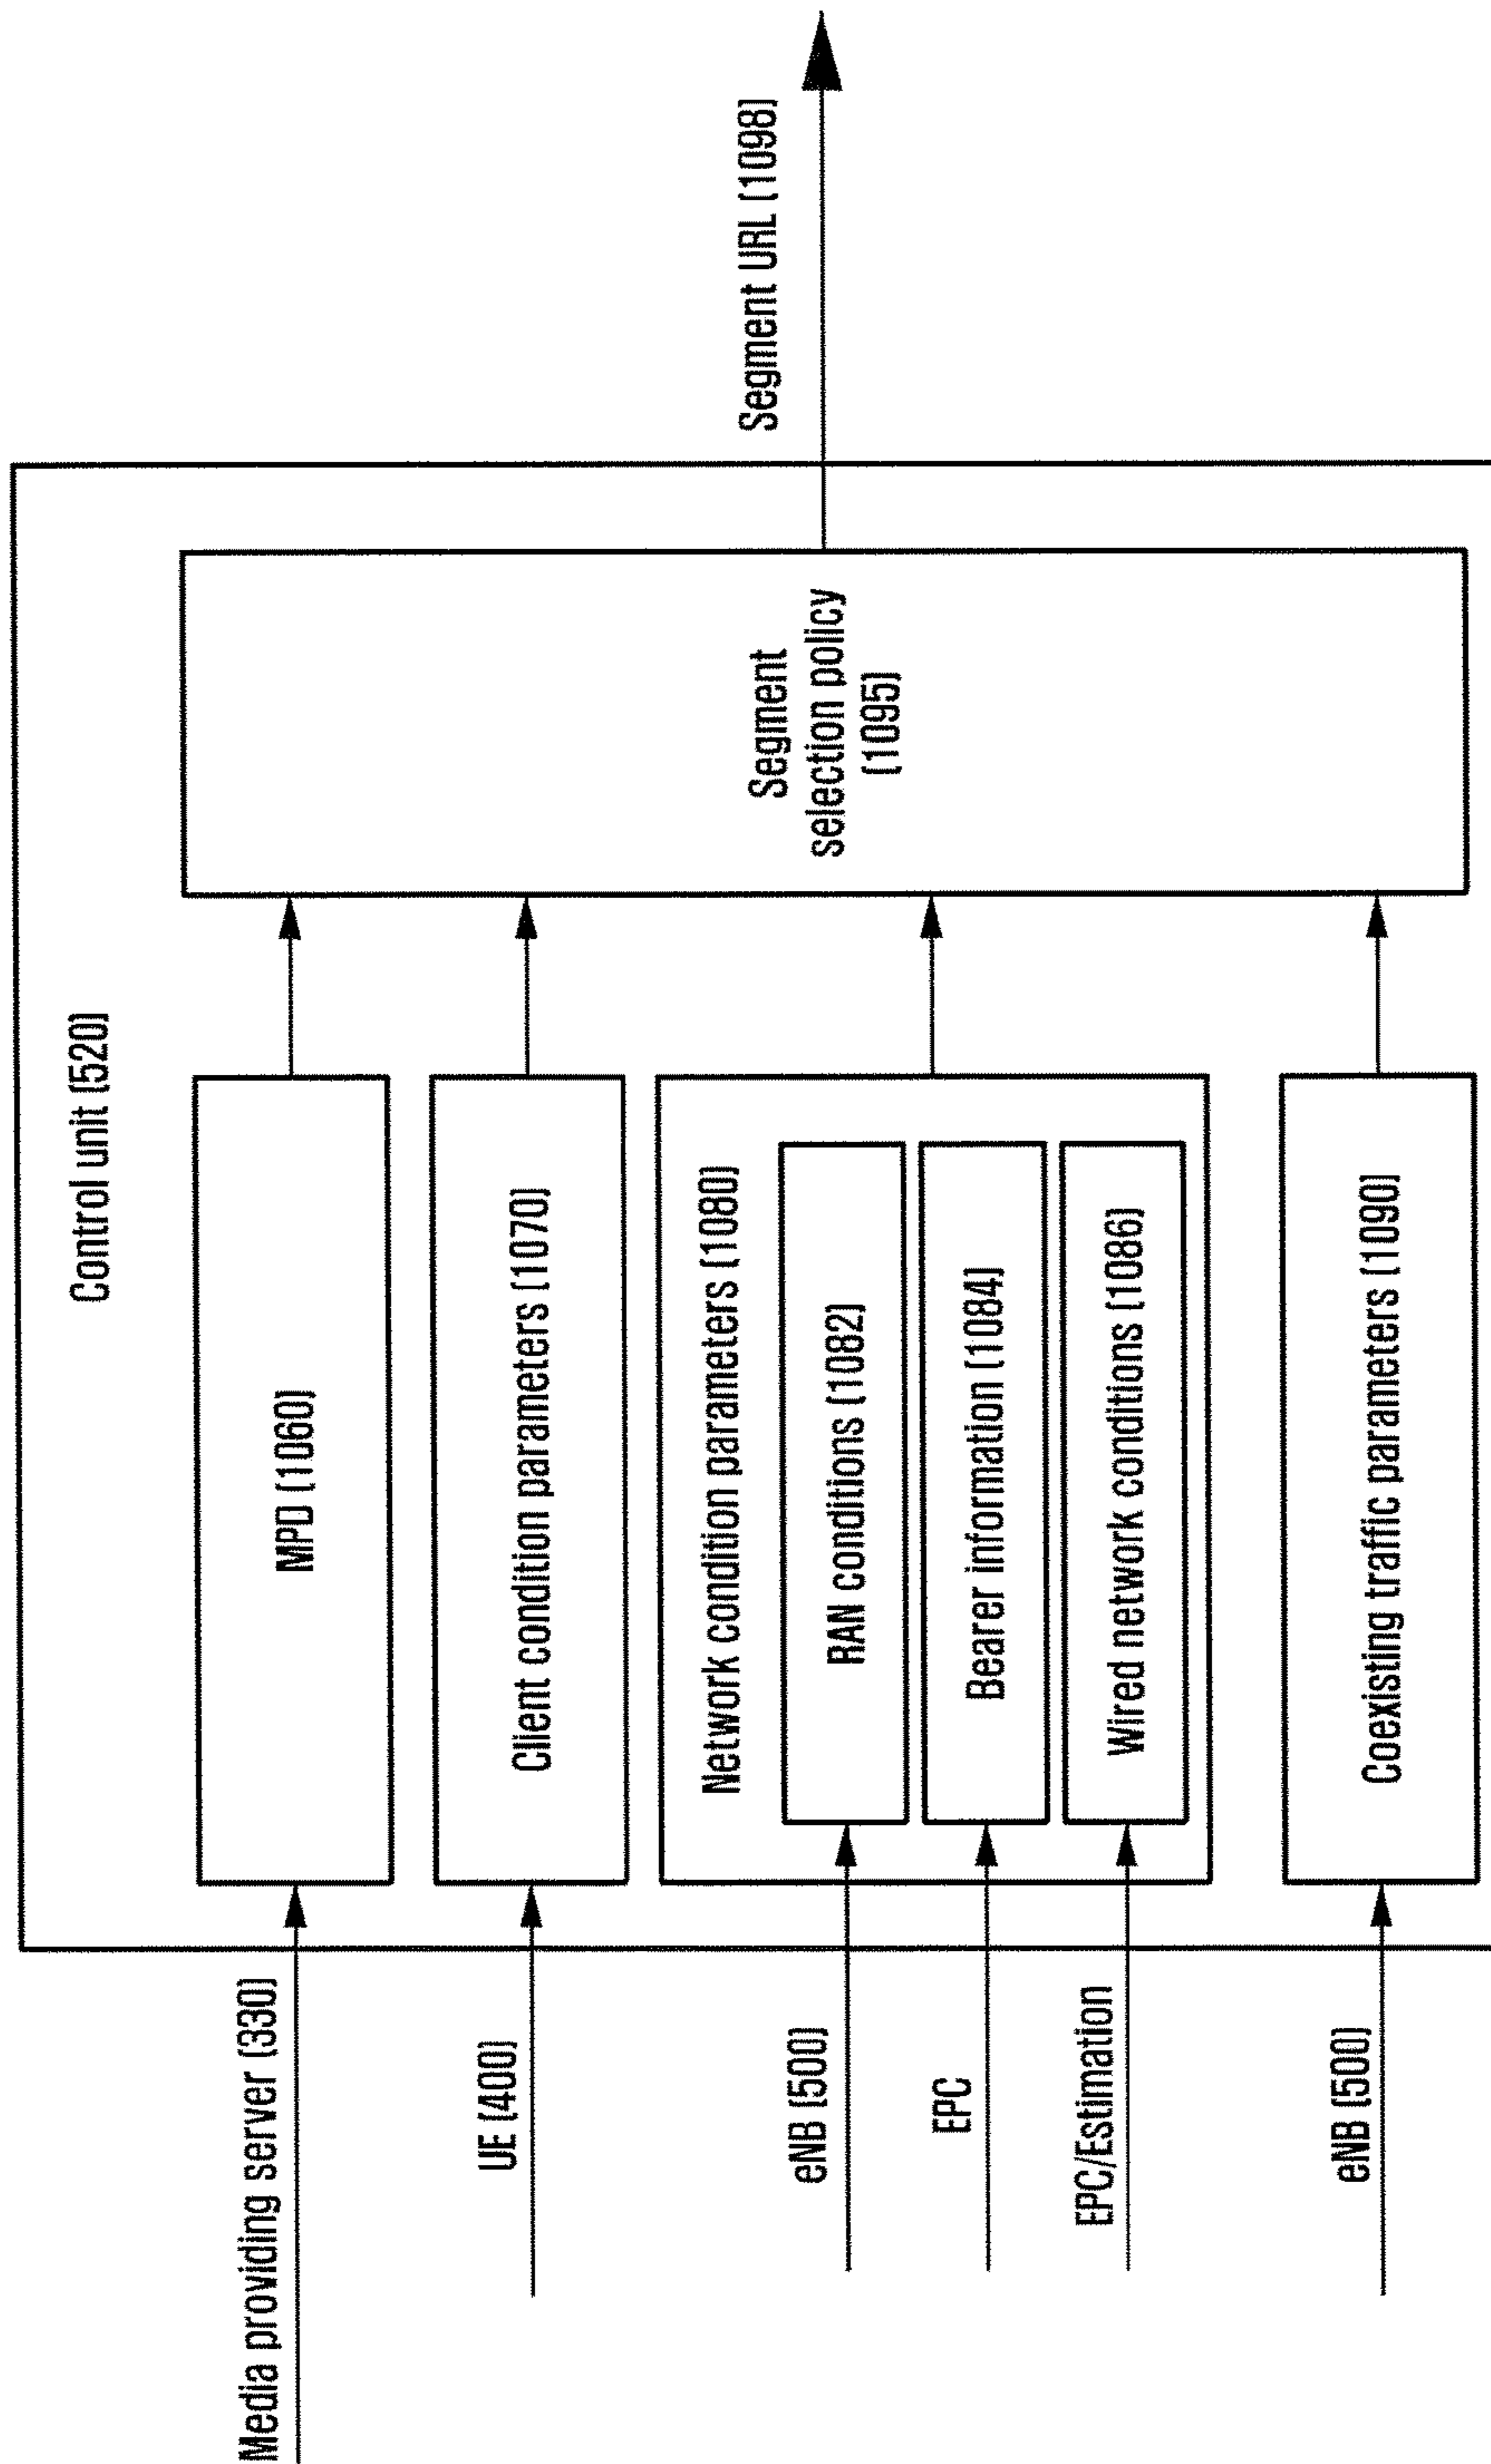 Control unit (520)
Media providing server (330)
MPD (1060)
UE (400)
Client condition parameters (1070)
Network condition parameters (1080)
eNB (500)
RAN conditions (1082)
EPC
Bearer information (1084)
EPC/Estimation
Wired network conditions (1086)
eNB (500)
Coexisting traffic parameters (1090)
Segment
selection policy
(1095)
Segment URL (1098)